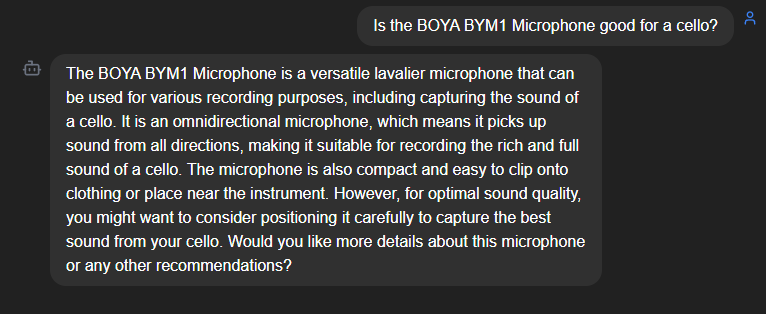 Is the BOYA BYM1 Microphone good for a cello?
The BOYA BYM1 Microphone is a versatile lavalier microphone that can
be used for various recording purposes, including capturing the sound of
a cello. It is an omnidirectional microphone, which means it picks up
sound from all directions, making it suitable for recording the rich and full
sound of a cello. The microphone is also compact and easy to clip onto
clothing or place near the instrument. However, for optimal sound quality,
you might want to consider positioning it carefully to capture the best
sound from your cello. Would you like more details about this microphone
or any other recommendations?